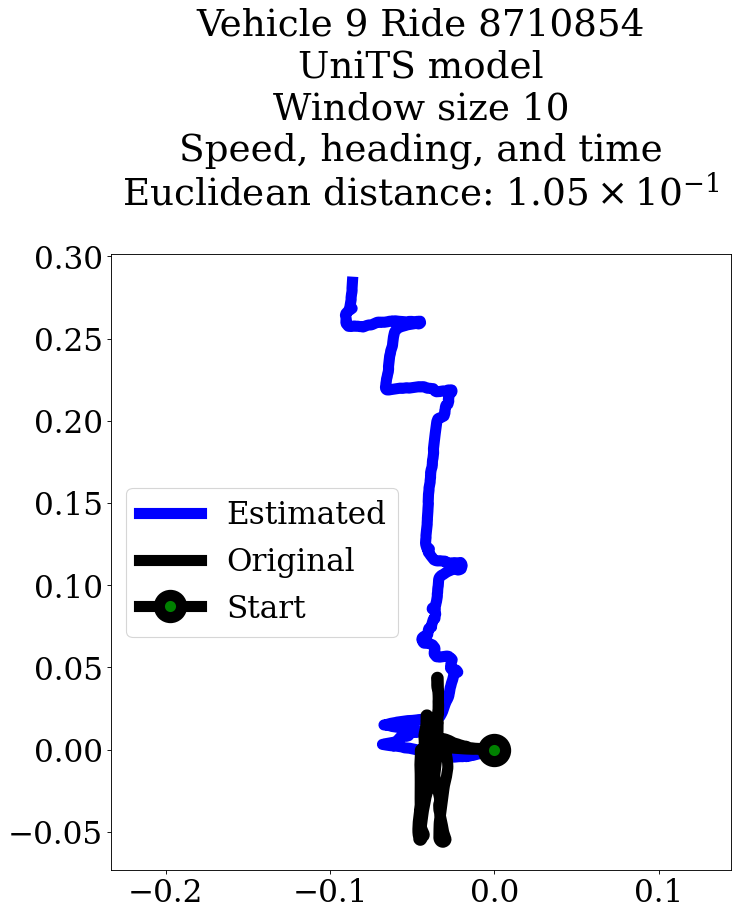 Vehicle 9 Ride 8710854
UniTS model
Window size 10
Speed, heading, and time
Euclidean distance: 1.05 × 10⁻¹
0.30
0.25
0.20
0.15
0.10
0.05
0.00
−0.05
Estimated
Original
Start
−0.2
−0.1
0.0
0.1